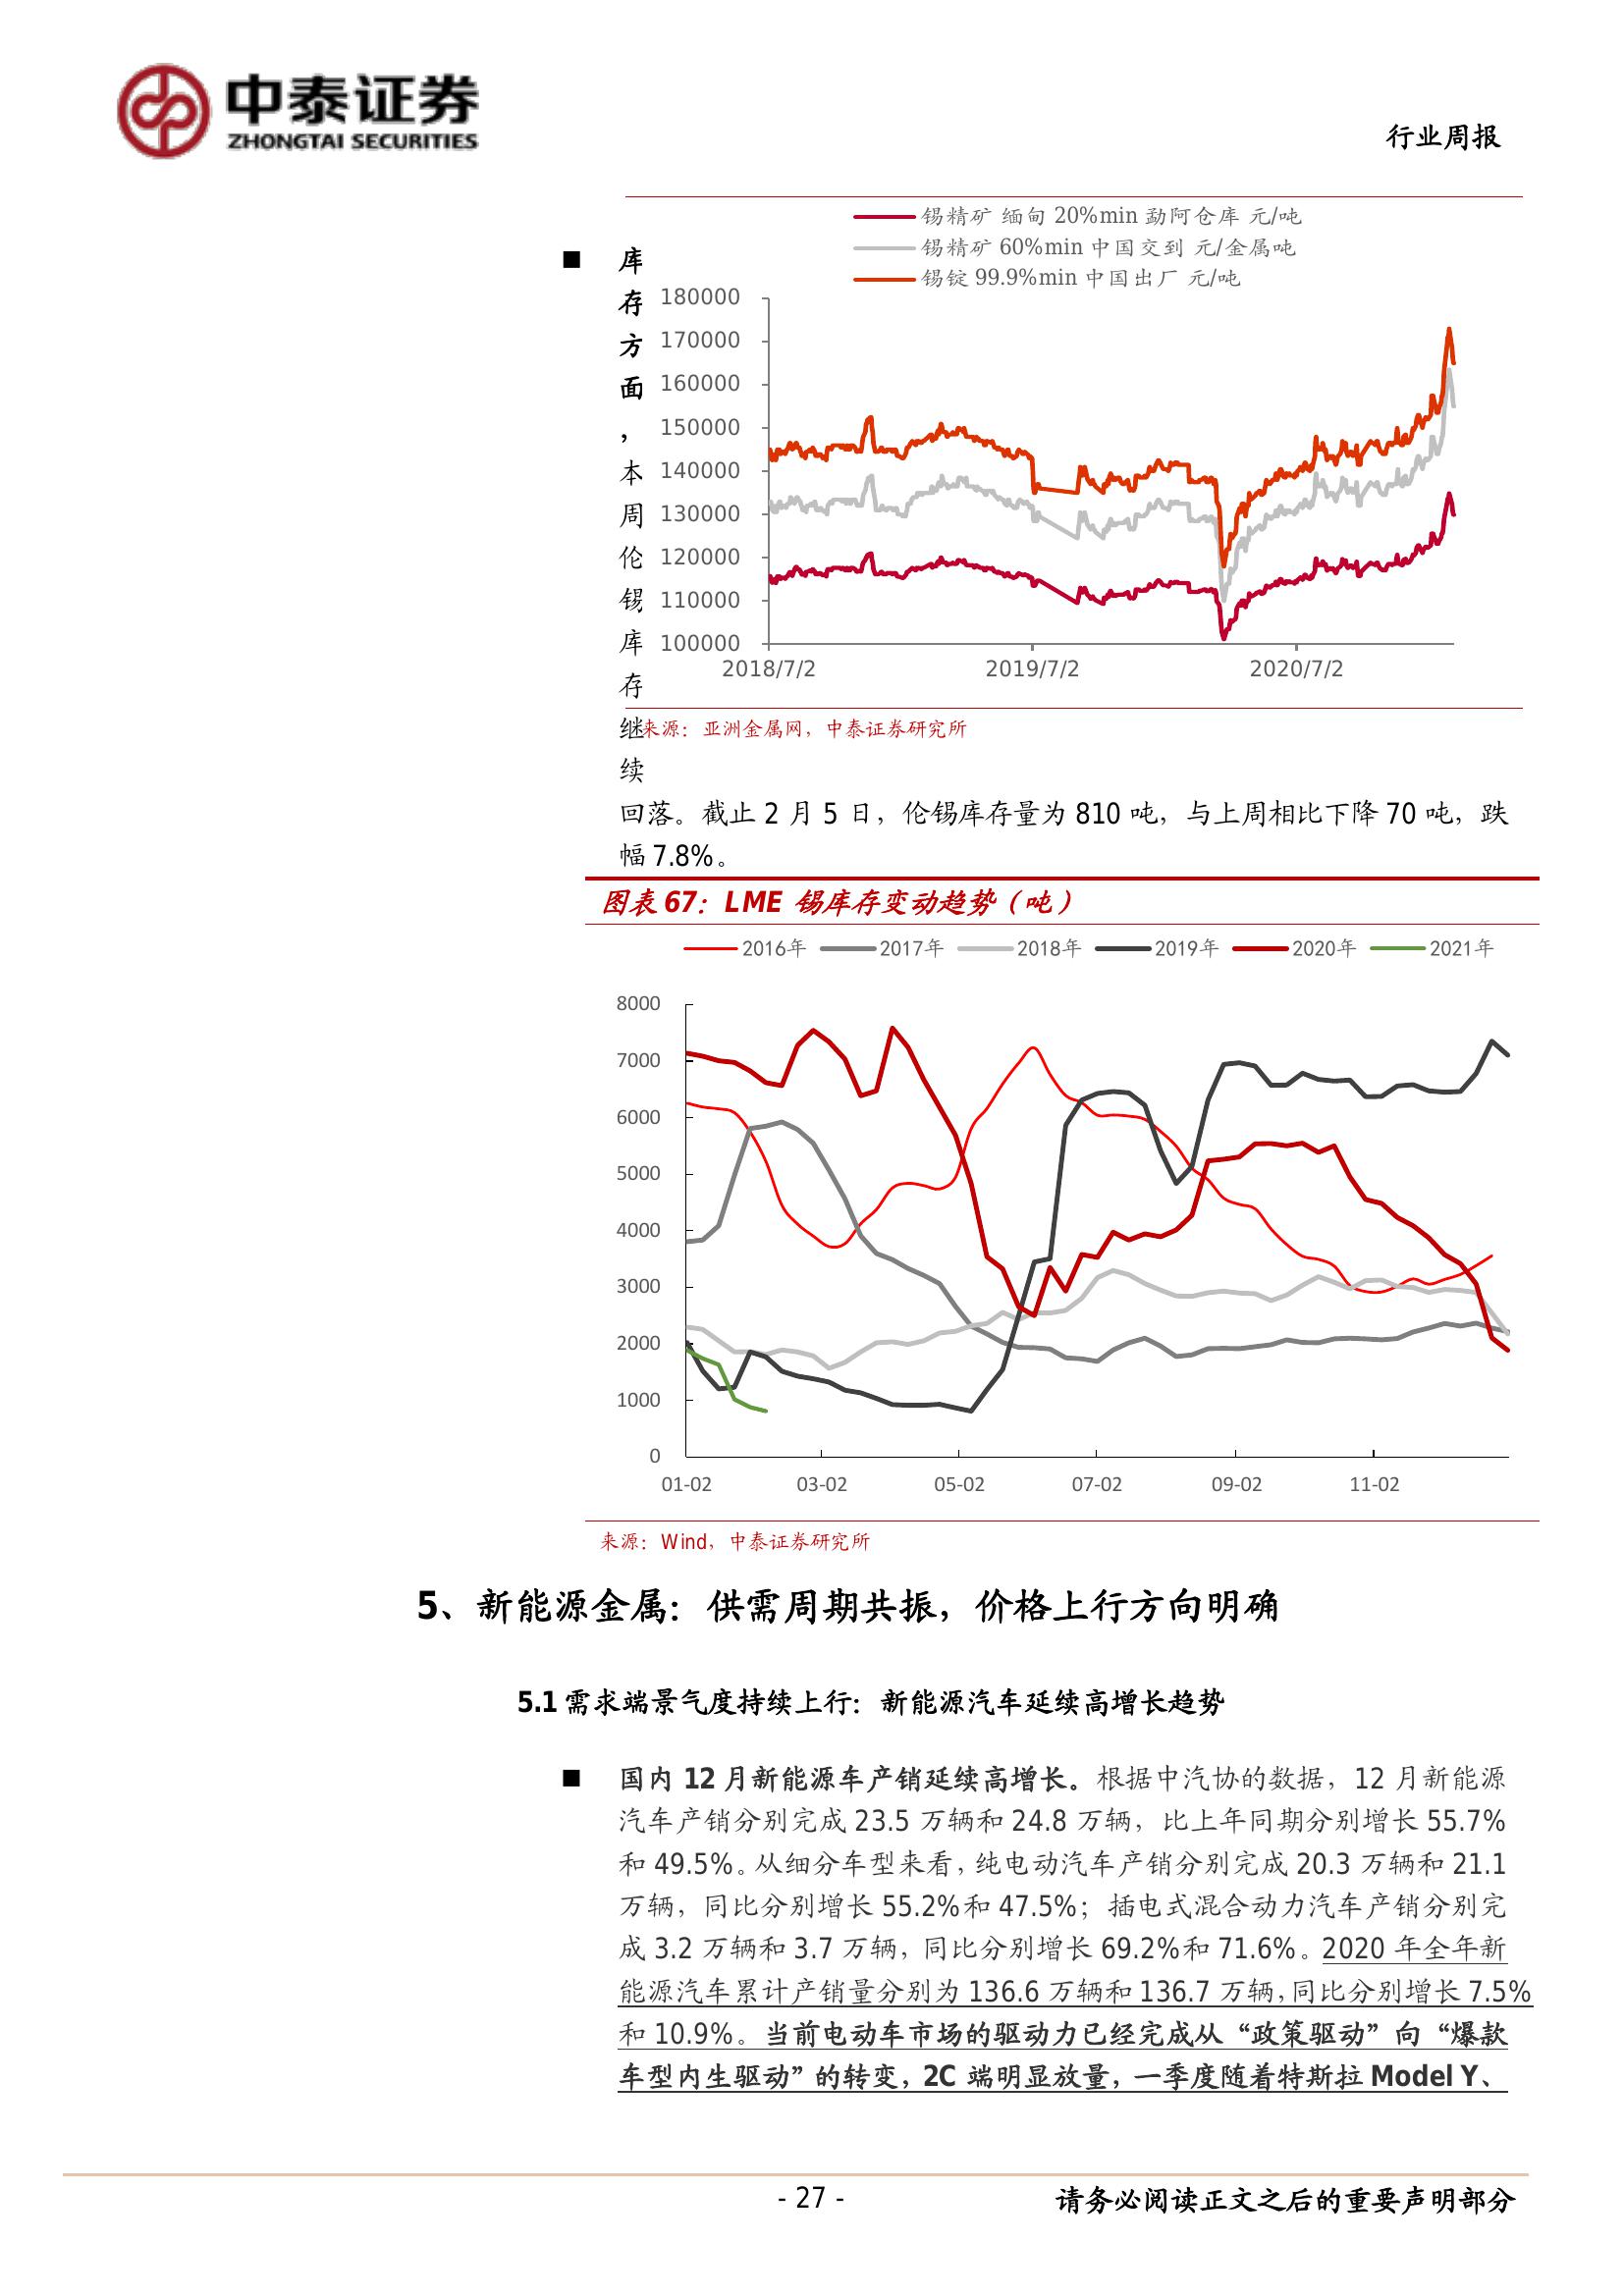 中泰证券
ZHONGTAI SECURITIES
行业周报
锡精矿 缅甸 20%min 勐阿仓库 元/吨
锡精矿 60%min 中国交到 元/金属吨
锡锭 99.9%min 中国出厂 元/吨
180000
170000
160000
150000
140000
130000
120000
110000
100000
2018/7/2 2019/7/2 2020/7/2
■ 库
存
方
面
，
本
周
伦
锡
库
存
继
续
来源：亚洲金属网，中泰证券研究所
回落。截止 2 月 5 日，伦锡库存量为 810 吨，与上周相比下降 70 吨，跌
幅 7.8%。
图表 67：LME 锡库存变动趋势（吨）
2016年 2017年 2018年 2019年 2020年 2021年
8000
7000
6000
5000
4000
3000
2000
1000
0
01-02 03-02 05-02 07-02 09-02 11-02
来源：Wind，中泰证券研究所
5、新能源金属：供需周期共振，价格上行方向明确
5.1 需求端景气度持续上行：新能源汽车延续高增长趋势
■ 国内 12 月新能源车产销延续高增长。根据中汽协的数据，12 月新能源
汽车产销分别完成 23.5 万辆和 24.8 万辆，比上年同期分别增长 55.7%
和 49.5%。从细分车型来看，纯电动汽车产销分别完成 20.3 万辆和 21.1
万辆，同比分别增长 55.2%和 47.5%；插电式混合动力汽车产销分别完
成 3.2 万辆和 3.7 万辆，同比分别增长 69.2%和 71.6%。2020 年全年新
能源汽车累计产销量分别为 136.6 万辆和 136.7 万辆，同比分别增长 7.5%
和 10.9%。当前电动车市场的驱动力已经完成从“政策驱动”向“爆款
车型内生驱动”的转变，2C 端明显放量，一季度随着特斯拉 Model Y、
- 27 -
请务必阅读正文之后的重要声明部分